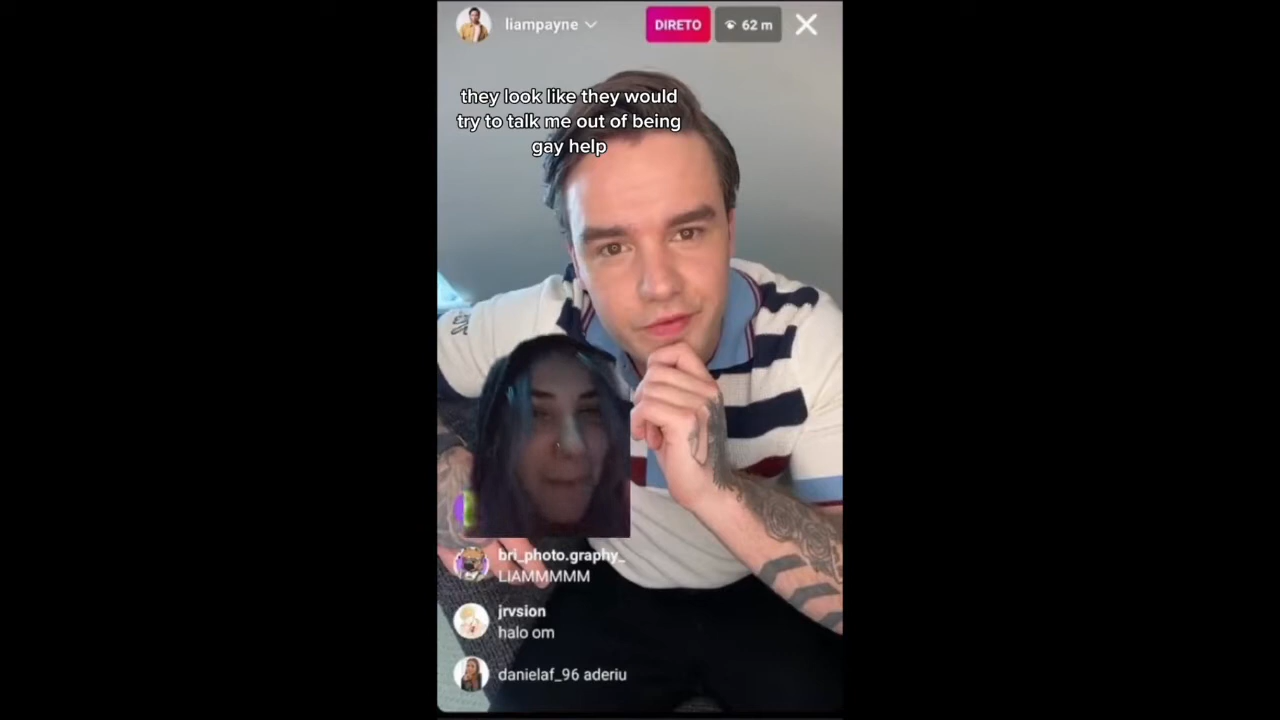 liampayne
DIRETO
62 m
they look like they would
try to talk me out of being
gay help
bri_photo.graphy_
LIAMMMMM
jrvsion
halo om
danielaf_96 aderiu